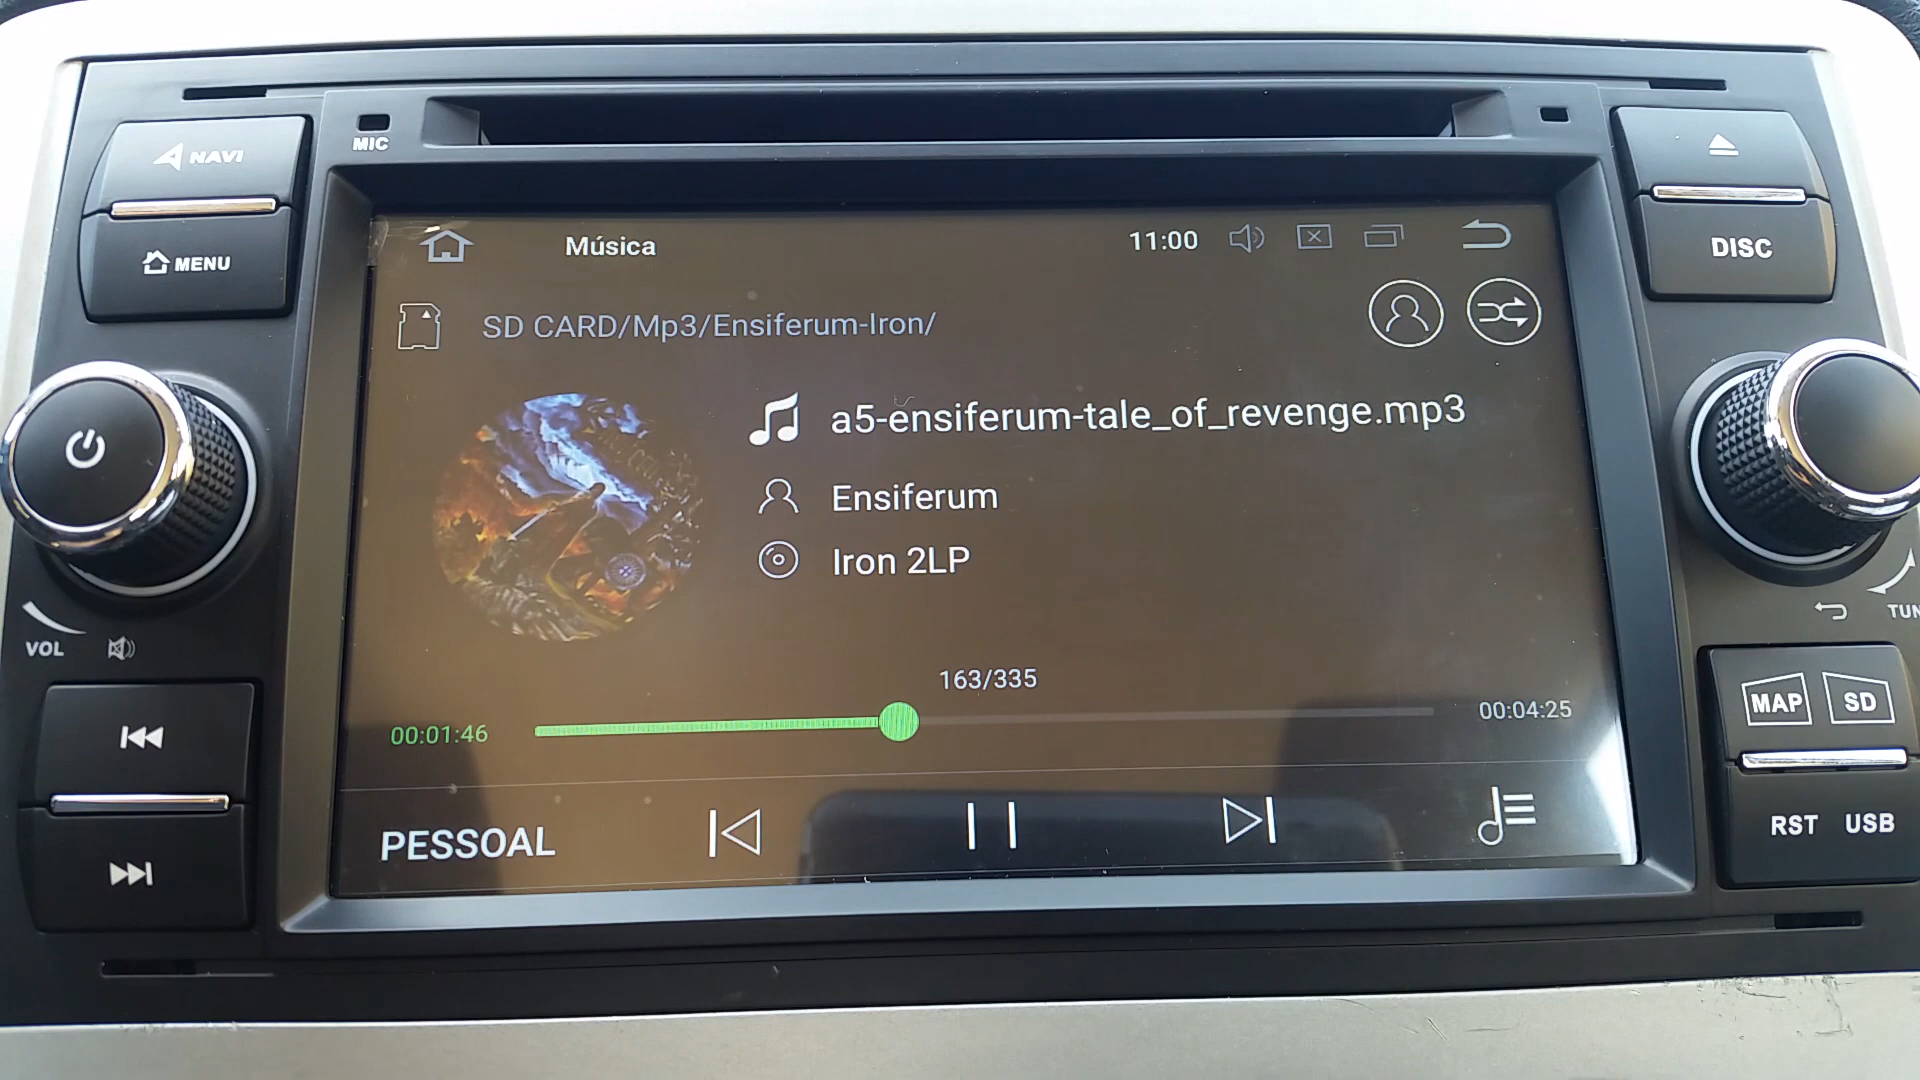 NAVI
MENU
MIC
DISC
Música
11:00
SD CARD/Mp3/Ensiferum-Iron/
a5-ensiferum-tale_of_revenge.mp3
Ensiferum
Iron 2LP
163/335
00:01:46
00:04:25
PESSOAL
VOL
TUN
MAP
SD
RST USB